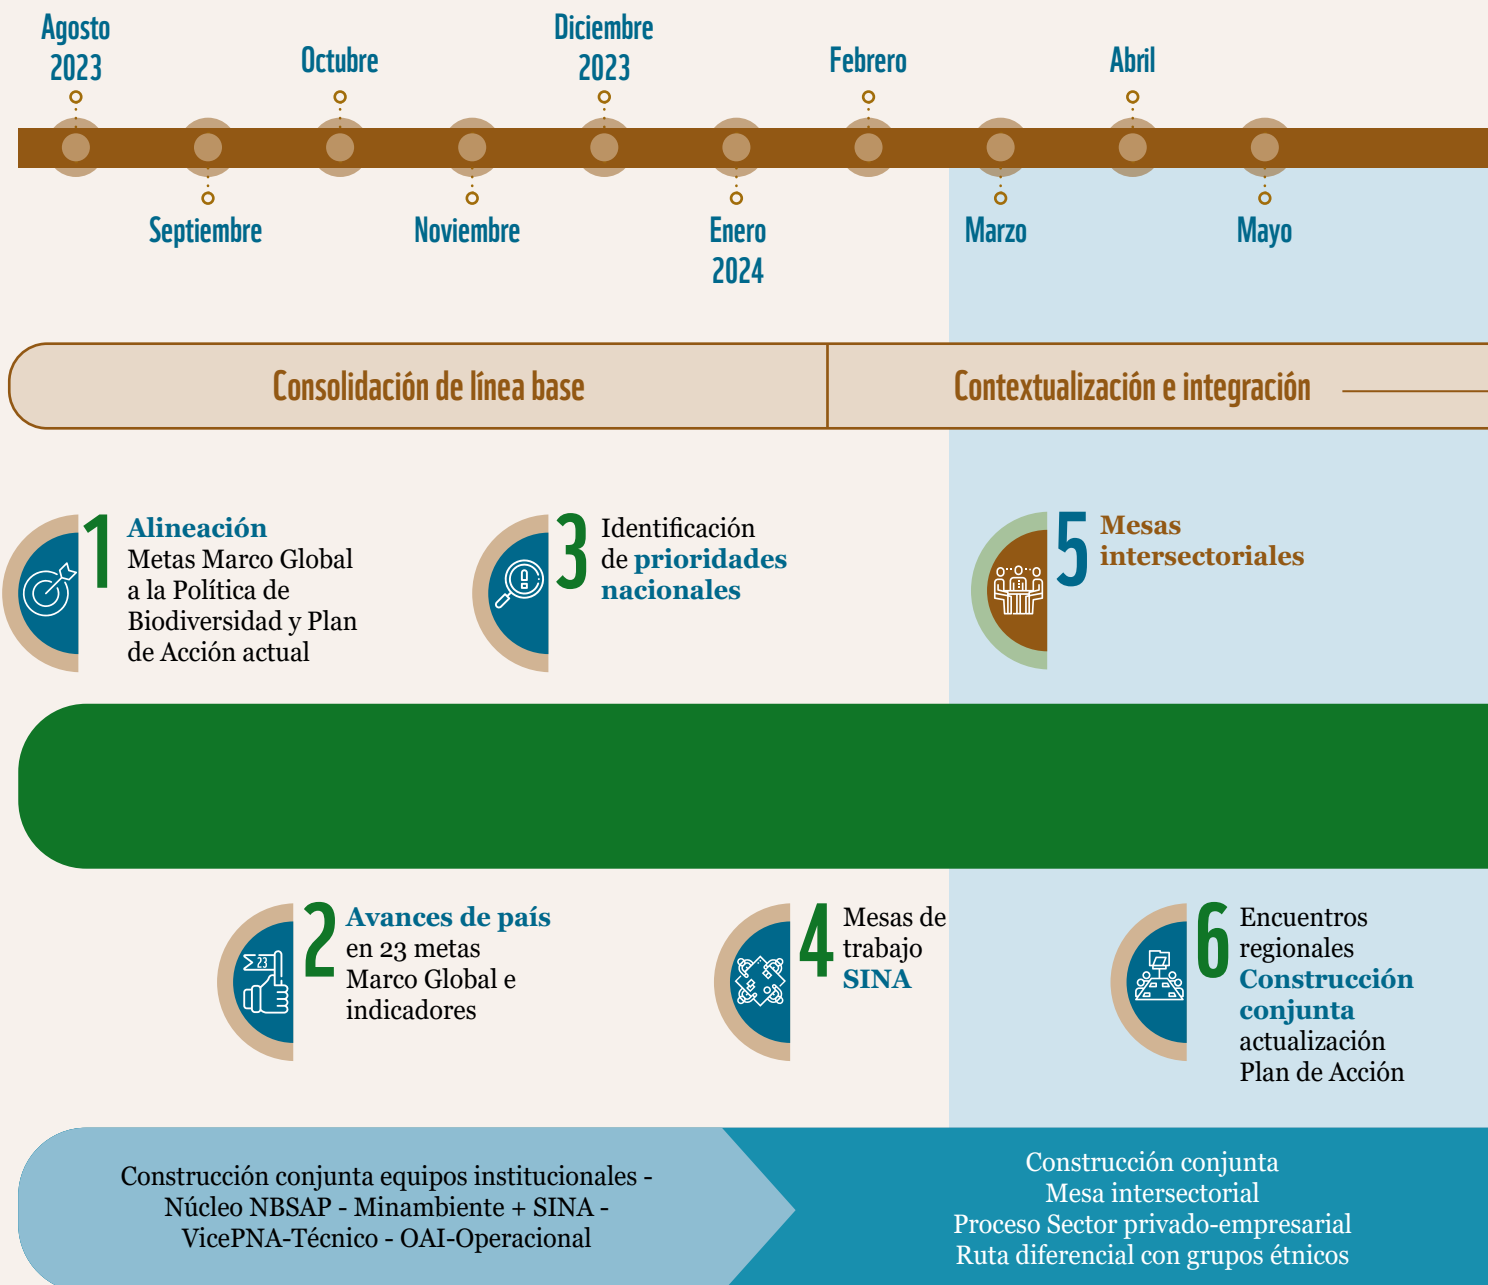 Agosto
2023
Octubre
Diciembre
2023
Febrero
Abril
Septiembre
Noviembre
Enero
2024
Marzo
Mayo
Consolidación de línea base
Contextualización e integración
1
Alineación
Metas Marco Global
a la Política de
Biodiversidad y Plan
de Acción actual
3
Identificación
de prioridades
nacionales
5
Mesas
intersectoriales
23
2
Avances de país
en 23 metas
Marco Global e
indicadores
4
Mesas de
trabajo
SINA
6
Encuentros
regionales
Construcción
conjunta
actualización
Plan de Acción
Construcción conjunta equipos institucionales -
Núcleo NBSAP - Minambiente + SINA -
VicePNA-Técnico - OAI-Operacional
Construcción conjunta
Mesa intersectorial
Proceso Sector privado-empresarial
Ruta diferencial con grupos étnicos